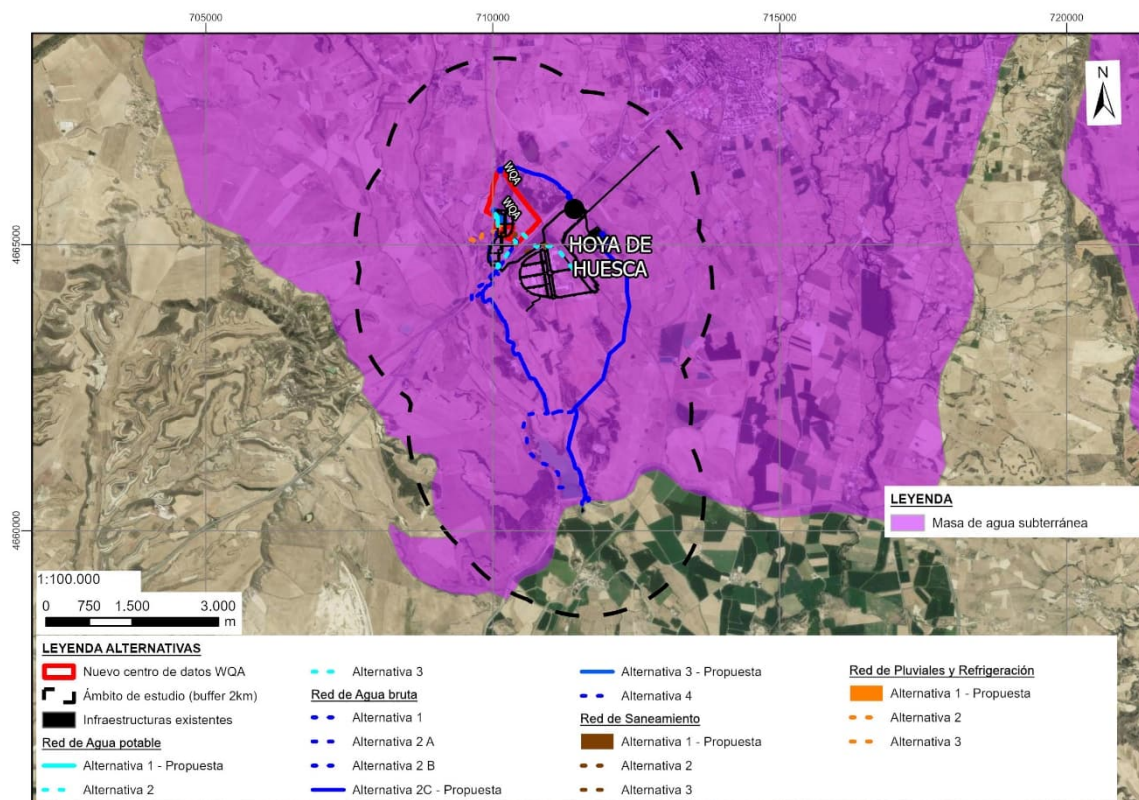 705000
710000
715000
720000
N
WQA
WQA
4665000
HOYA DE
HUESCA
4660000
LEYENDA
Masa de agua subterránea
1:100.000
0 750 1.500 3.000
m
LEYENDA ALTERNATIVAS
Nuevo centro de datos WQA
Ámbito de estudio (buffer 2km)
Infraestructuras existentes
Red de Agua potable
Alternativa 1 - Propuesta
Alternativa 2
Alternativa 3
Red de Agua bruta
Alternativa 1
Alternativa 2 A
Alternativa 2 B
Alternativa 2C - Propuesta
Alternativa 3 - Propuesta
Alternativa 4
Red de Saneamiento
Alternativa 1 - Propuesta
Alternativa 2
Alternativa 3
Red de Pluviales y Refrigeración
Alternativa 1 - Propuesta
Alternativa 2
Alternativa 3